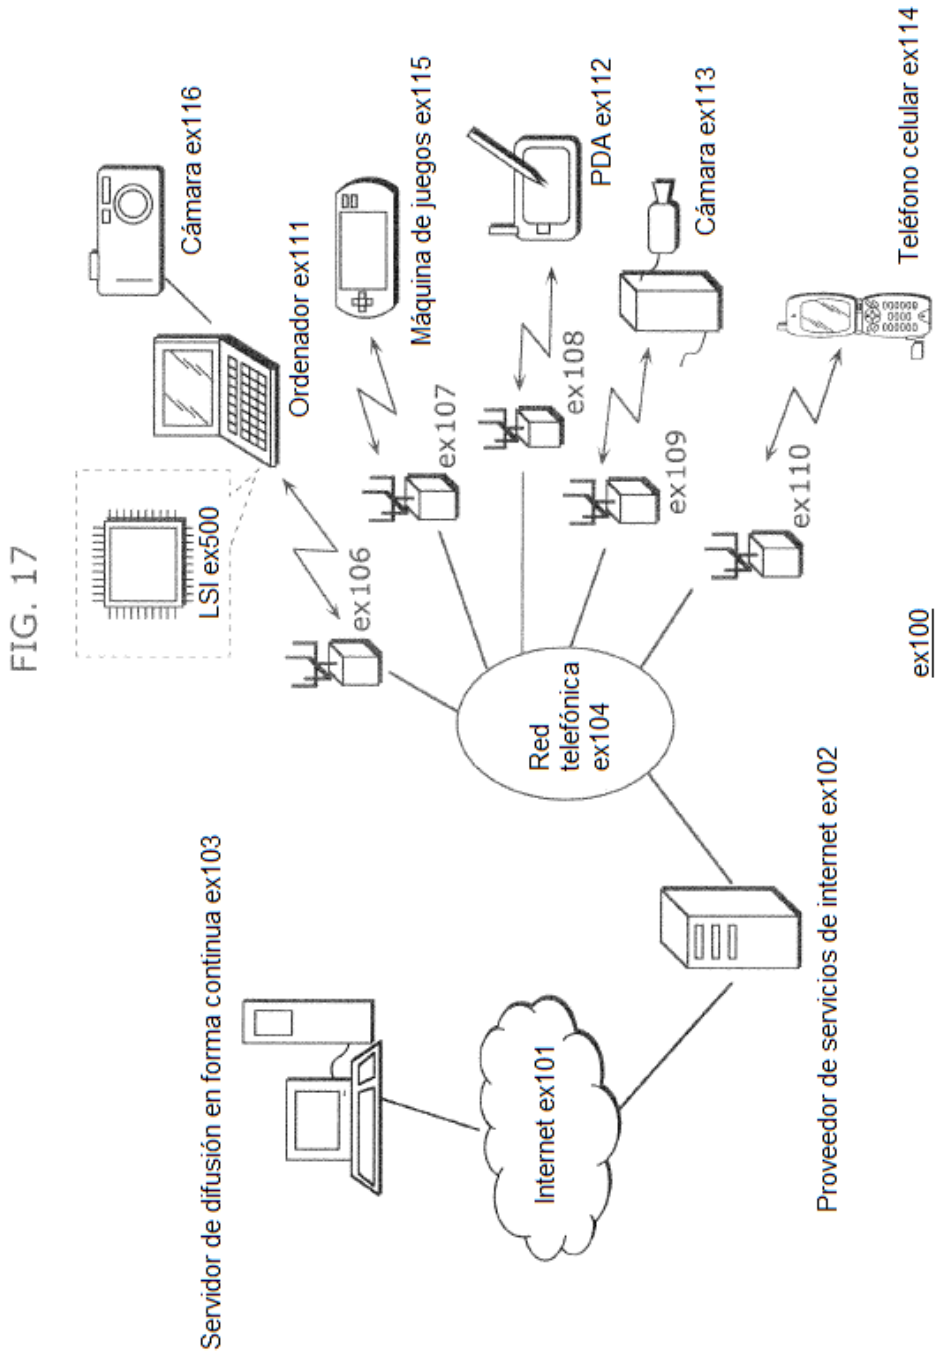 FIG. 17
Servidor de difusión en forma continua ex103
Internet ex101
Proveedor de servicios de internet ex102
Red
telefónica
ex104
LSI ex500
ex106
ex107
ex108
ex109
ex110
Cámara ex116
Ordenador ex111
Máquina de juegos ex115
PDA ex112
Cámara ex113
Teléfono celular ex114
ex100